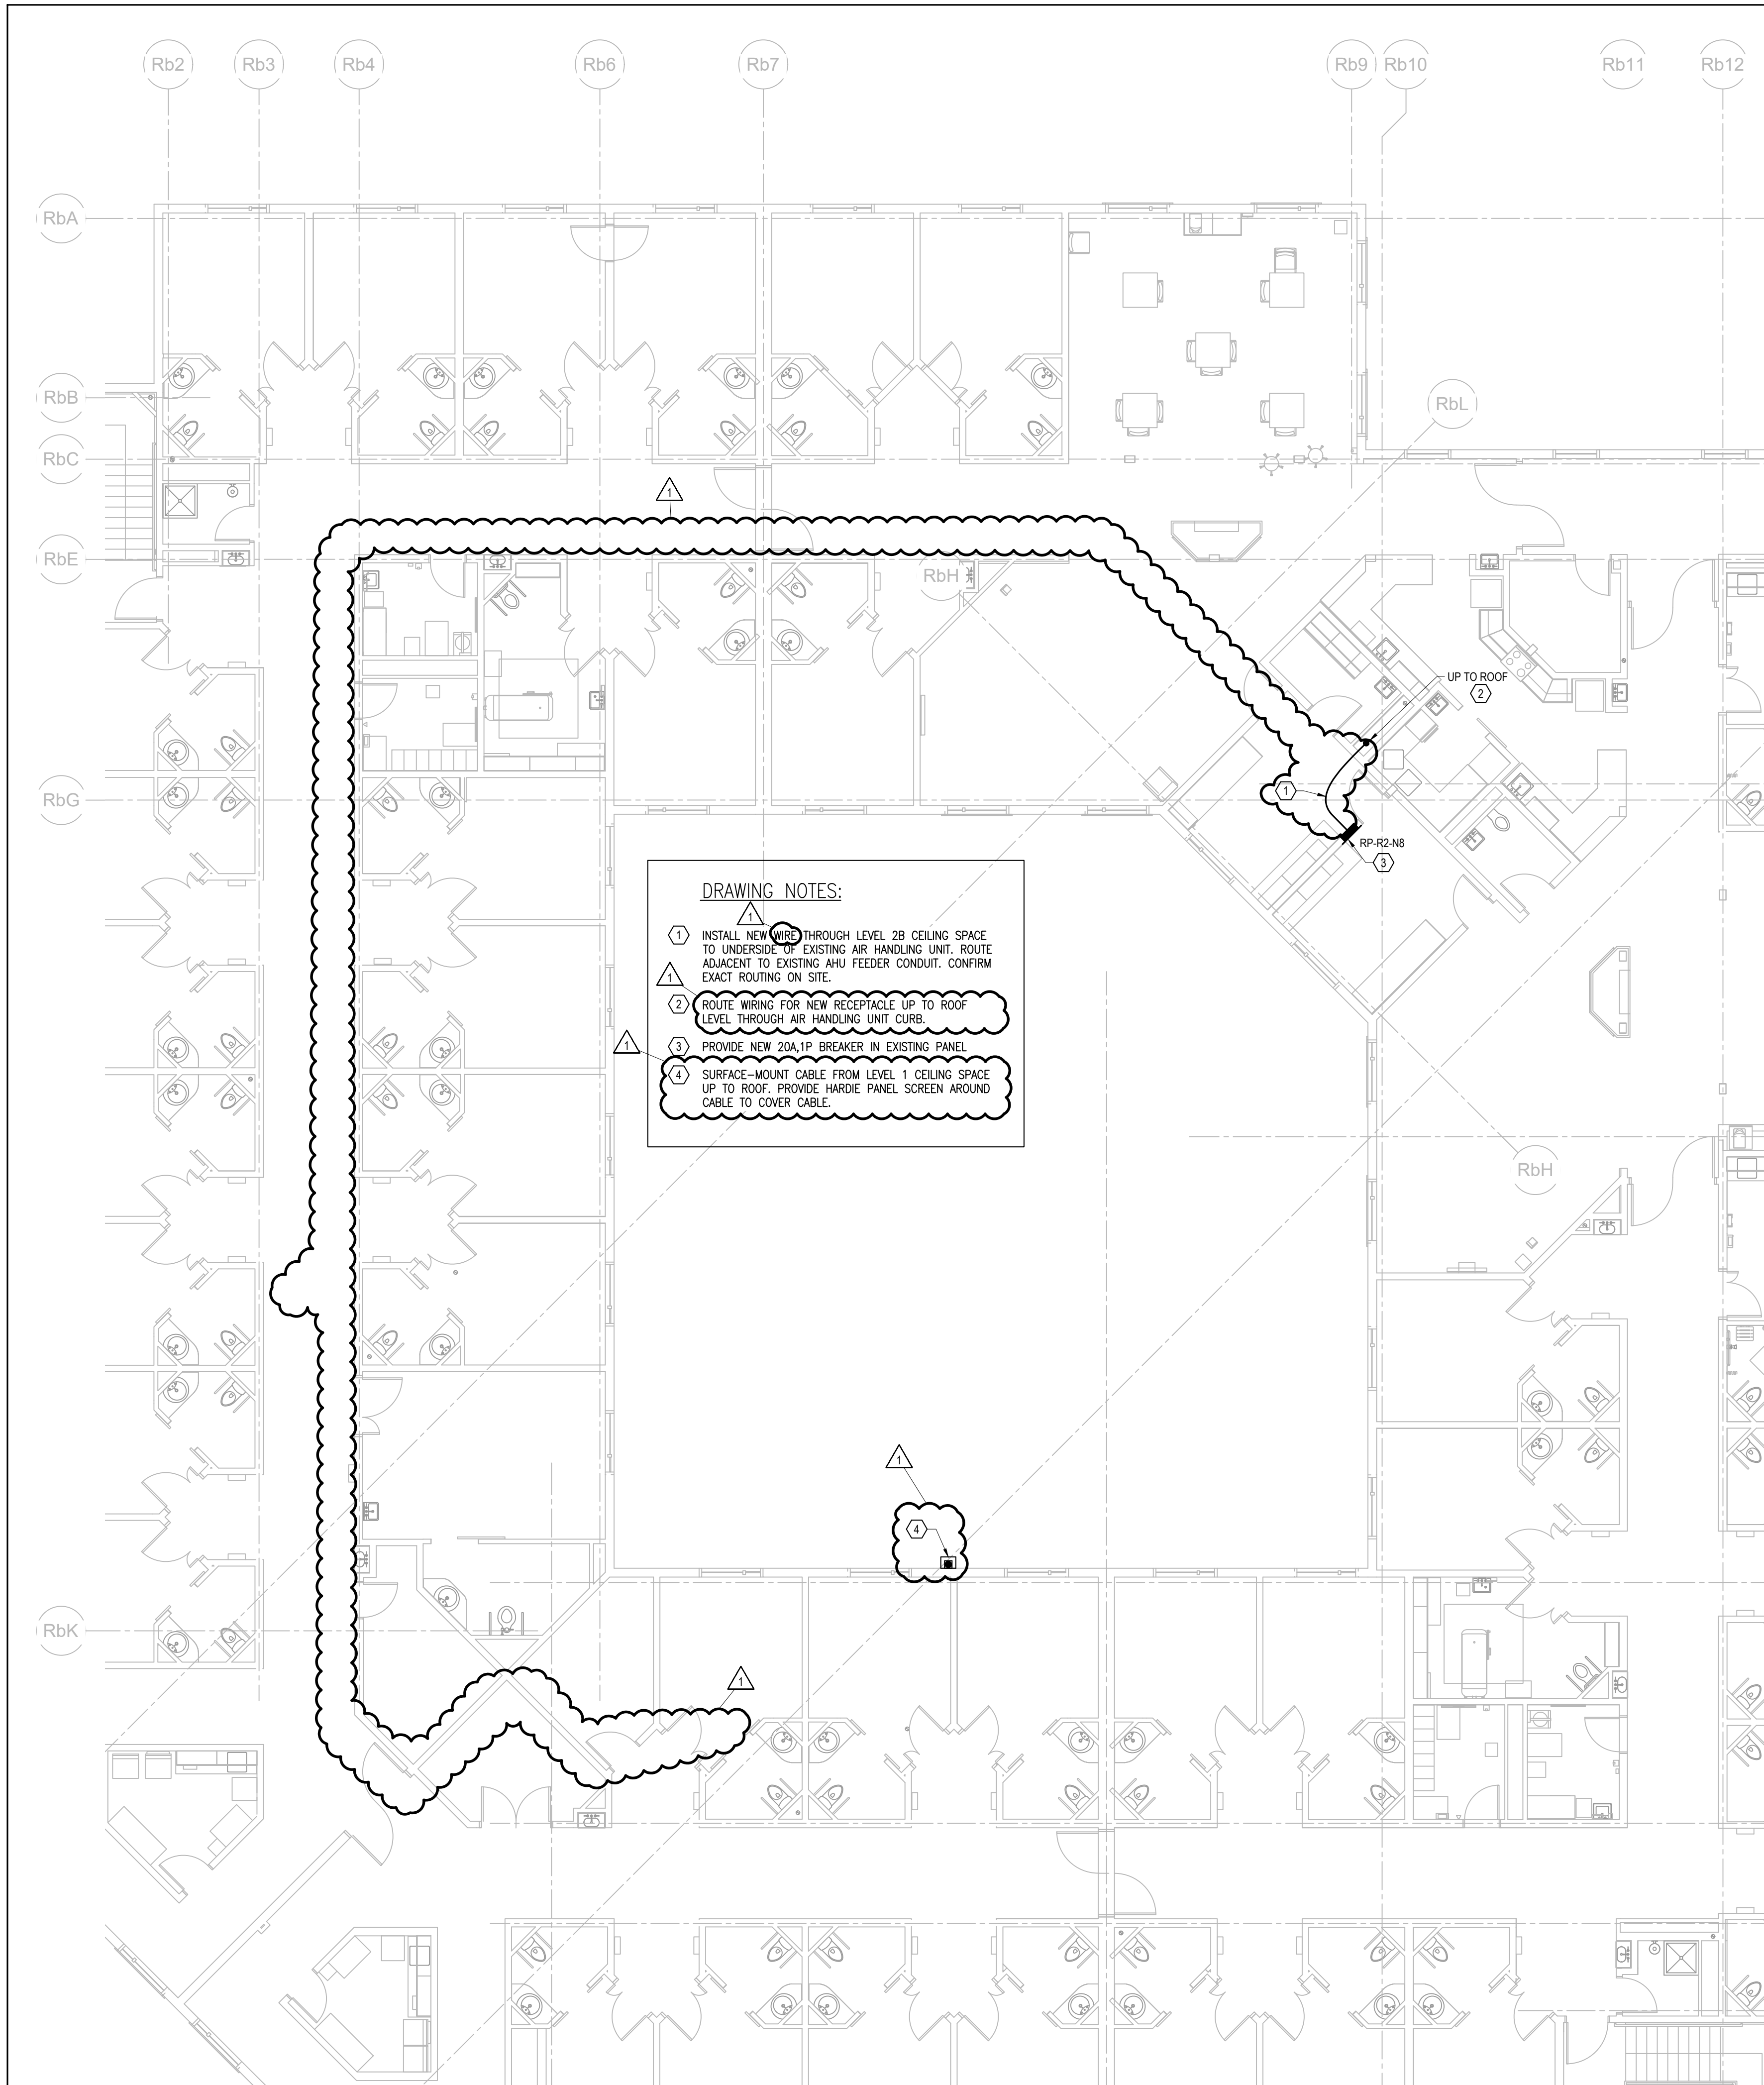 Rb2 Rb3 Rb4 Rb6 Rb7 Rb9 Rb10 Rb11 Rb12
RbA
RbB
RbL
RbC
1
RbE
RbH
UP TO ROOF
2
RbG
1
RP-R2-N8
3
DRAWING NOTES:
1
1 INSTALL NEW WIRE THROUGH LEVEL 2B CEILING SPACE
TO UNDERSIDE OF EXISTING AIR HANDLING UNIT. ROUTE
ADJACENT TO EXISTING AHU FEEDER CONDUIT. CONFIRM
EXACT ROUTING ON SITE.
1
2 ROUTE WIRING FOR NEW RECEPTACLE UP TO ROOF
LEVEL THROUGH AIR HANDLING UNIT CURB.
1
3 PROVIDE NEW 20A,1P BREAKER IN EXISTING PANEL
4 SURFACE-MOUNT CABLE FROM LEVEL 1 CEILING SPACE
UP TO ROOF. PROVIDE HARDIE PANEL SCREEN AROUND
CABLE TO COVER CABLE.
RbH
1
4
RbK
1